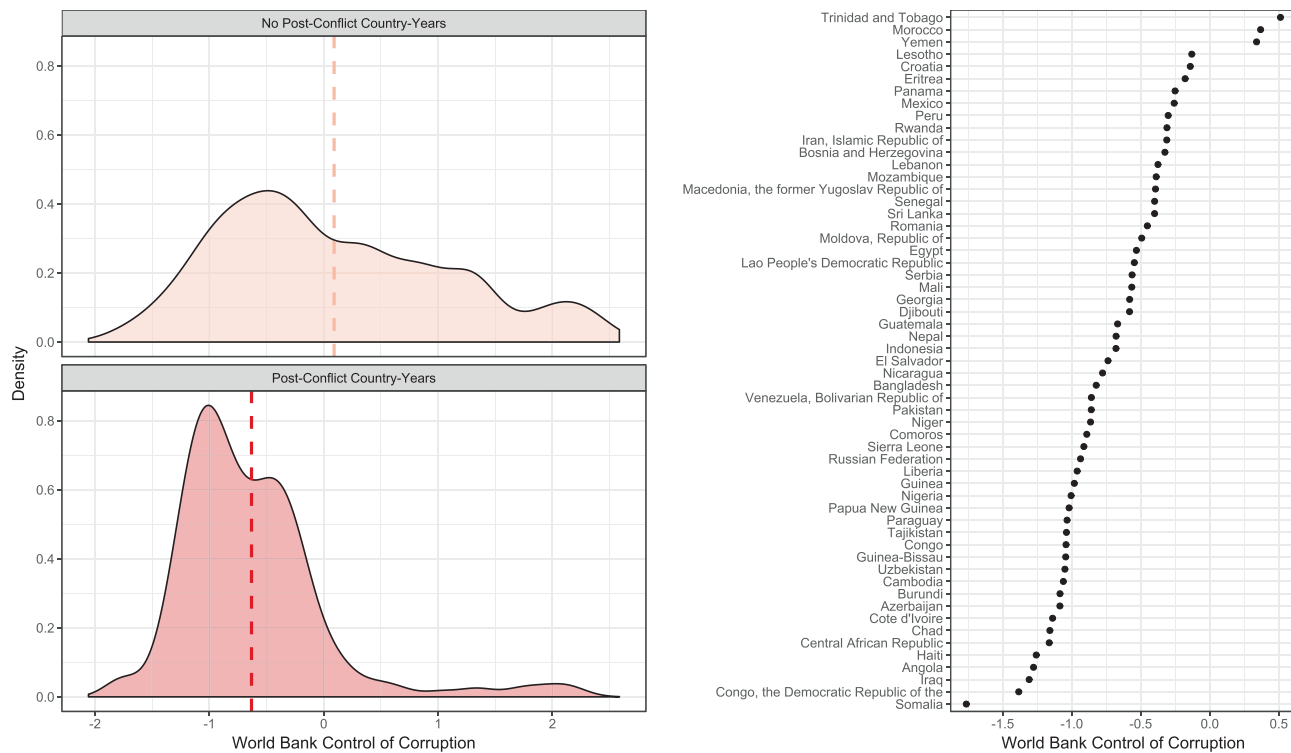 No Post-Conflict Country-Years
0.8
0.6
0.4
0.2
0.0
Density
Post-Conflict Country-Years
0.8
0.6
0.4
0.2
0.0
-2 -1 0 1 2
World Bank Control of Corruption
Trinidad and Tobago
Morocco
Yemen
Lesotho
Croatia
Eritrea
Panama
Mexico
Peru
Rwanda
Iran, Islamic Republic of
Bosnia and Herzegovina
Lebanon
Mozambique
Macedonia, the former Yugoslav Republic of
Senegal
Sri Lanka
Romania
Moldova, Republic of
Egypt
Lao People's Democratic Republic
Serbia
Mali
Georgia
Djibouti
Guatemala
Nepal
Indonesia
El Salvador
Nicaragua
Bangladesh
Venezuela, Bolivarian Republic of
Pakistan
Niger
Comoros
Sierra Leone
Russian Federation
Liberia
Guinea
Nigeria
Papua New Guinea
Paraguay
Tajikistan
Congo
Guinea-Bissau
Uzbekistan
Cambodia
Burundi
Azerbaijan
Cote d'Ivoire
Chad
Central African Republic
Haiti
Angola
Iraq
Congo, the Democratic Republic of the
Somalia
-1.5 -1.0 -0.5 0.0 0.5
World Bank Control of Corruption